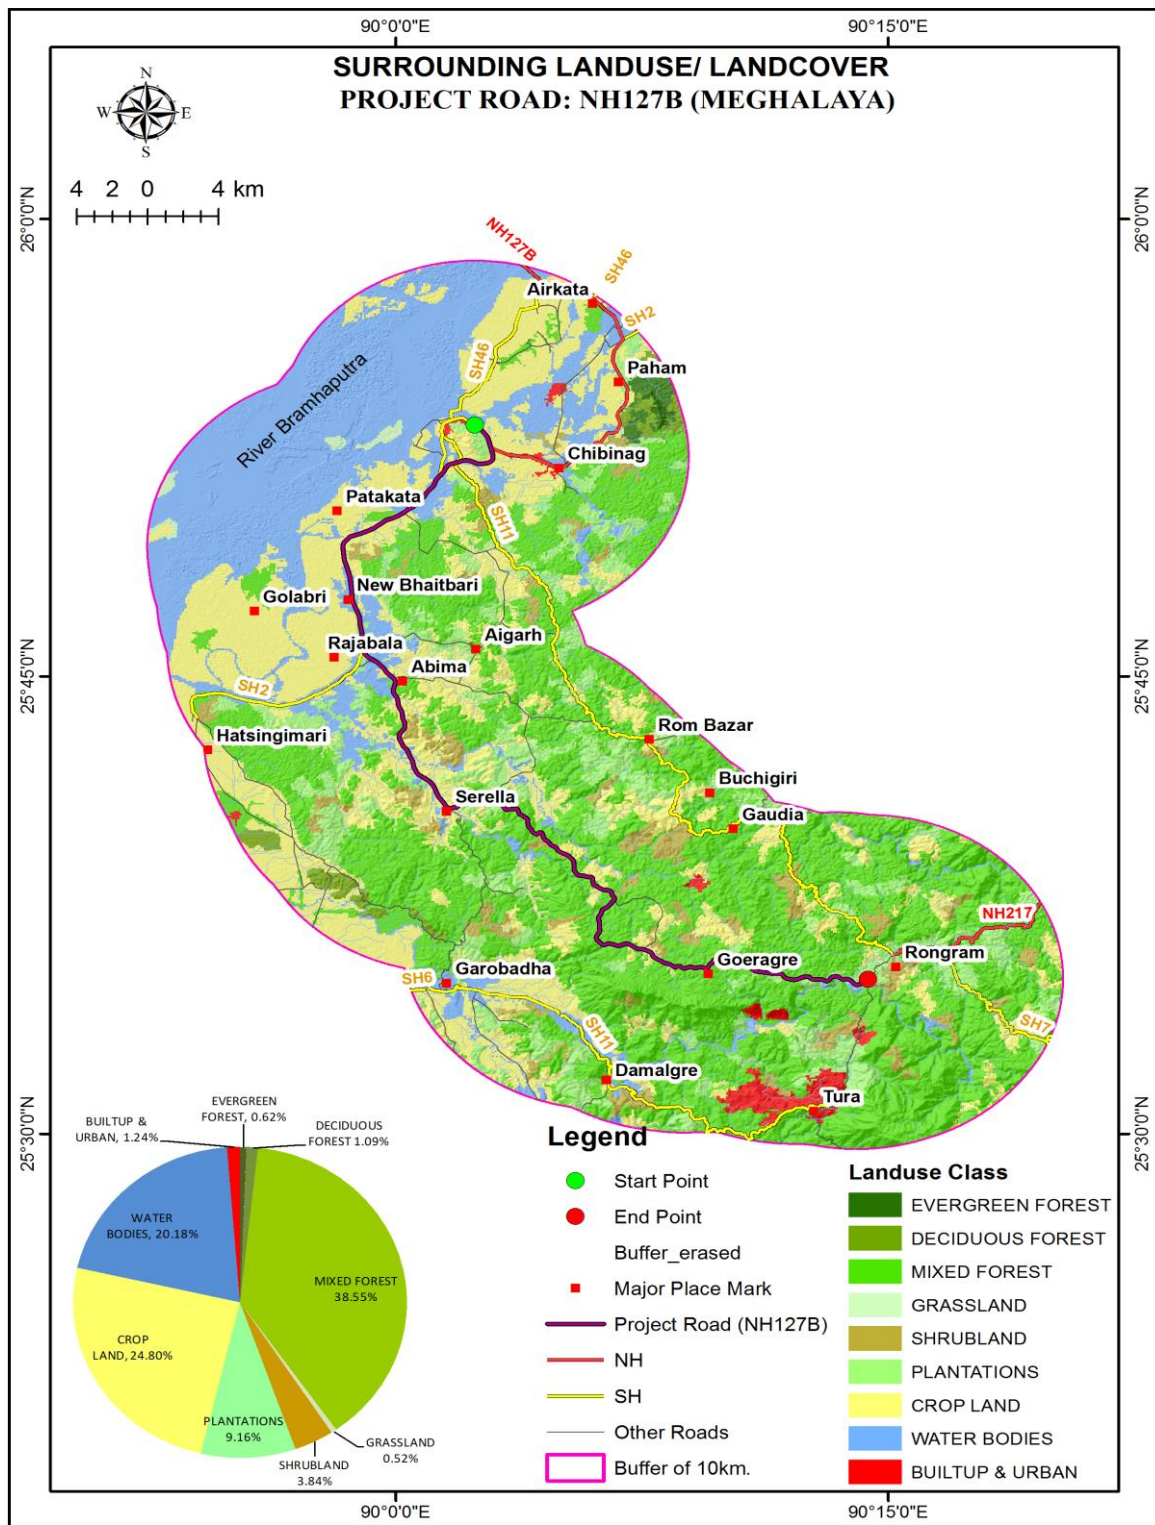 90°0'0"E
90°15'0"E
SURROUNDING LANDUSE/ LANDCOVER
PROJECT ROAD: NH127B (MEGHALAYA)
N
W
E
S
4 2 0 4 km
26°0'0"N
26°0'0"N
NH127B
SH46
Airkata
SH2
SH46
Paham
River Bramhaputra
Chibinag
Patakata
SH11
New Bhaitbari
Golabri
Rajabala
Aigarh
Abima
25°45'0"N
25°45'0"N
SH2
Hatsingimari
Rom Bazar
Buchigiri
Serella
Gaudia
NH217
Rongram
Goeragre
SH6
Garobadha
SH11
SH7
Damalgre
Tura
25°30'0"N
25°30'0"N
EVERGREEN
FOREST, 0.62%
BUILTUP &
URBAN, 1.24%
DECIDUOUS
FOREST 1.09%
WATER
BODIES, 20.18%
MIXED FOREST
38.55%
CROP
LAND, 24.80%
PLANTATIONS
9.16%
GRASSLAND
0.52%
SHRUBLAND
3.84%
Legend
Start Point
End Point
Buffer_erased
Major Place Mark
Project Road (NH127B)
NH
SH
Other Roads
Buffer of 10km.
Landuse Class
EVERGREEN FOREST
DECIDUOUS FOREST
MIXED FOREST
GRASSLAND
SHRUBLAND
PLANTATIONS
CROP LAND
WATER BODIES
BUILTUP & URBAN
90°0'0"E
90°15'0"E